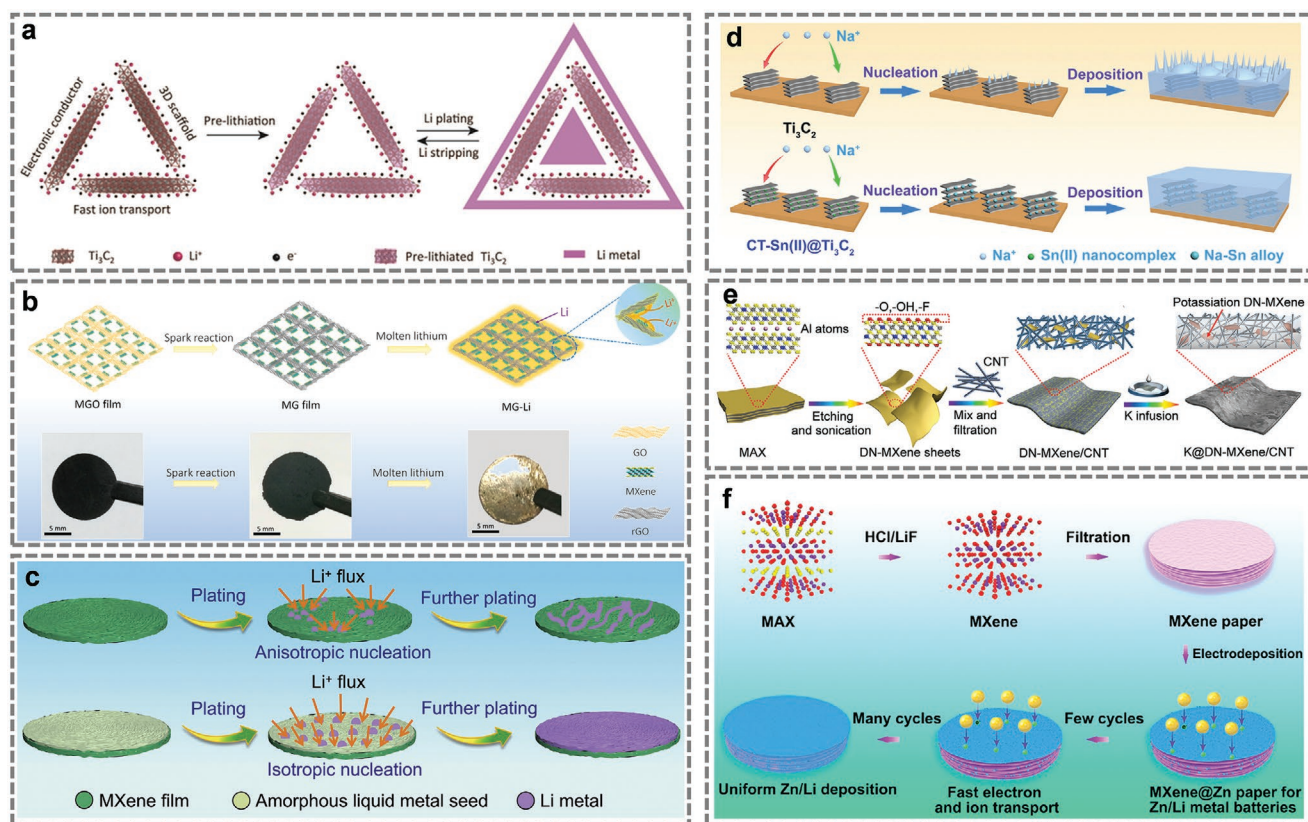 a
Electronic conductor
3D scaffold
Fast ion transport
Pre-lithiation
Li plating
Li stripping
Ti₃C₂
Li⁺
e⁻
Pre-lithiated Ti₃C₂
Li metal
b
Li
Li⁺
Li⁺
Spark reaction
Molten lithium
MGO film
MG film
MG-Li
Spark reaction
Molten lithium
5 mm
5 mm
5 mm
GO
MXene
rGO
c
Li⁺ flux
Plating
Further plating
Anisotropic nucleation
Li⁺ flux
Plating
Further plating
Isotropic nucleation
MXene film
Amorphous liquid metal seed
Li metal
d
Na⁺
Nucleation
Deposition
Ti₃C₂
Na⁺
Nucleation
Deposition
CT-Sn(II)@Ti₃C₂
Na⁺
Sn(II) nanocomplex
Na-Sn alloy
e
Al atoms
-O,-OH,-F
Potassiation DN-MXene
CNT
Etching
and sonication
Mix and
filtration
K infusion
MAX
DN-MXene sheets
DN-MXene/CNT
K@DN-MXene/CNT
f
HCl/LiF
Filtration
MAX
MXene
MXene paper
Electrodeposition
Many cycles
Few cycles
Uniform Zn/Li deposition
Fast electron
and ion transport
MXene@Zn paper for
Zn/Li metal batteries